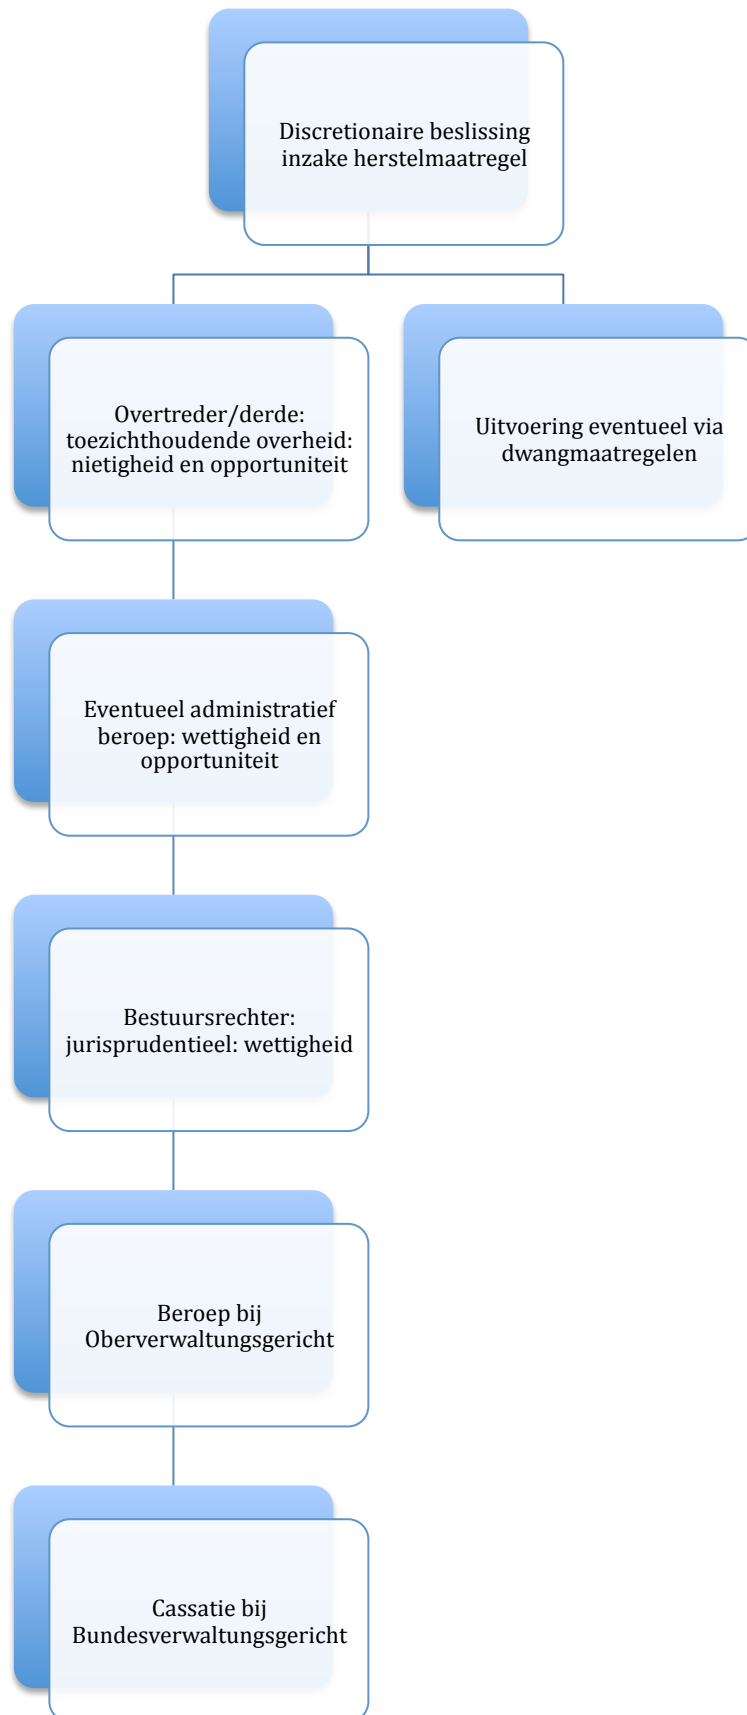 Discretionaire beslissing
inzake herstelmaatregel
Overtreder/derde:
toezichthoudende overheid:
nietigheid en opportuniteit
Uitvoering eventueel via
dwangmaatregelen
Eventueel administratief
beroep: wettigheid en
opportuniteit
Bestuursrechter:
jurisprudentieel: wettigheid
Beroep bij
Oberverwaltungsgericht
Cassatie bij
Bundesverwaltungsgericht